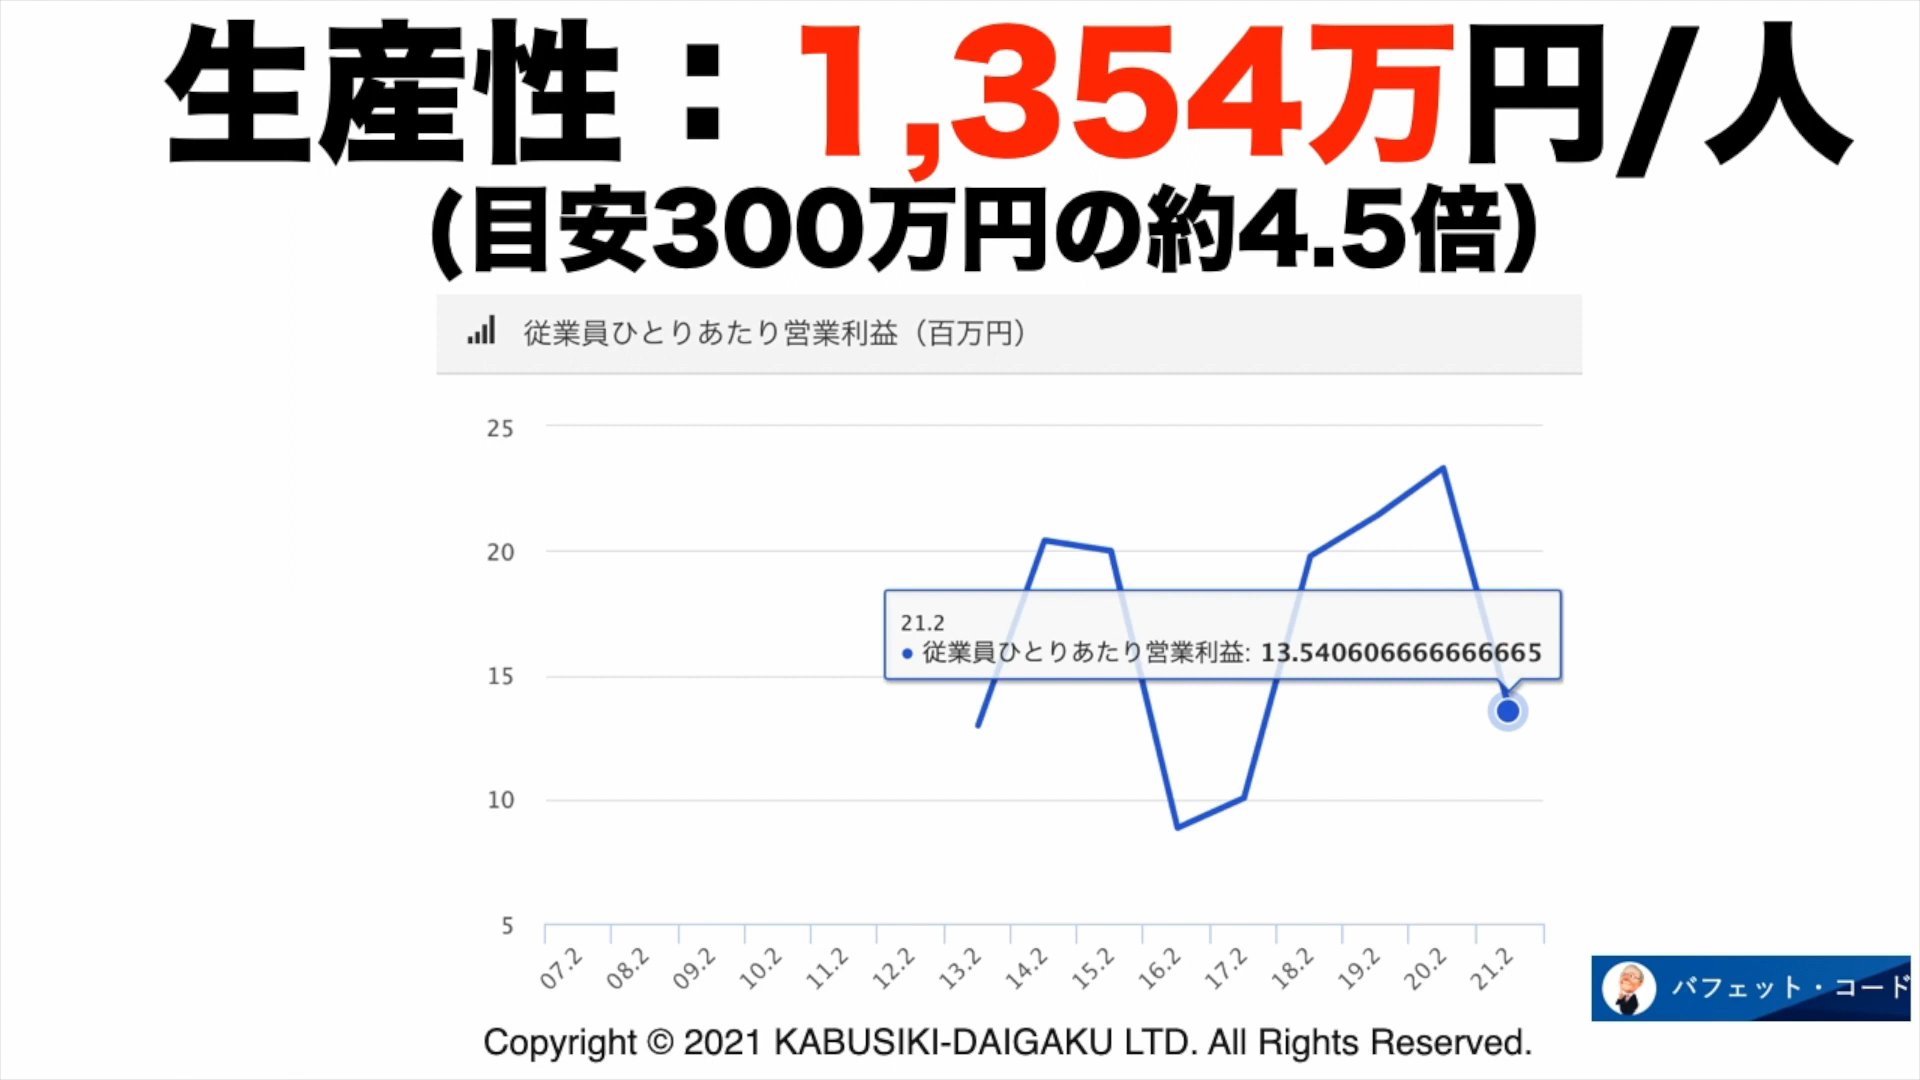 生産性：1,354万円/人
(目安300万円の約4.5倍)
従業員ひとりあたり営業利益（百万円）
25
20
21.2
従業員ひとりあたり営業利益: 13.540606666666665
15
10
5
07.2 08.2 09.2 10.2 11.2 12.2 13.2 14.2 15.2 16.2 17.2 18.2 19.2 20.2 21.2
バフェット・コード
Copyright © 2021 KABUSIKI-DAIGAKU LTD. All Rights Reserved.